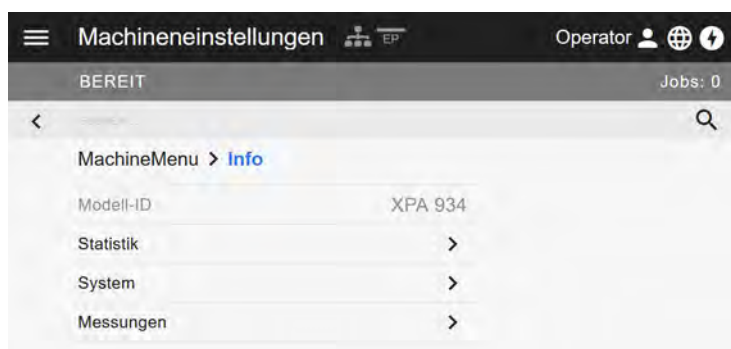 Machineneinstellungen EP Operator
BEREIT Jobs: 0
MachineMenu > Info
Modell-ID XPA 934
Statistik >
System >
Messungen >